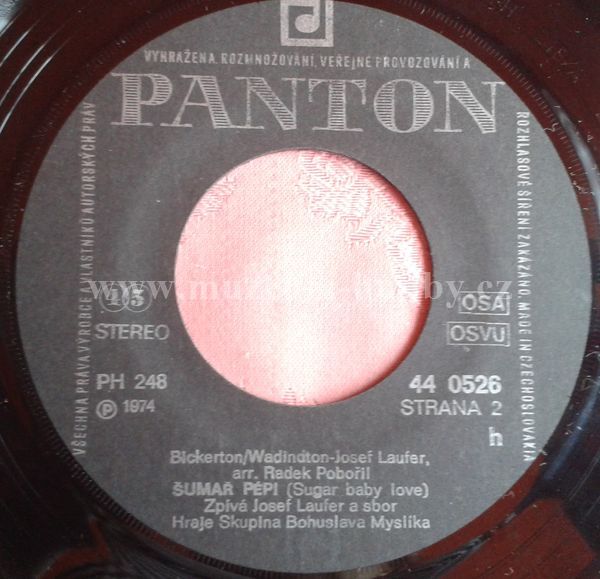 VYHRAŽENA. ROZMNOŽOVÁNÍ, VEŘEJNÉ PROVOZOVÁNÍ A
PANTON
VŠECHNA PRÁVA VÝROBCE A VLASTNÍKŮ AUTORSKÝCH PRÁV
ROZHLASOVÉ ŠÍŘENÍ ZAKÁZÁNO. MADE IN CZECHOSLOVAKIA
STEREO
OSA
OSVU
PH 248
44 0526
Ⓟ 1974
STRANA 2
h
Bickerton/Wadindton-Josef Laufer,
arr. Radek Pobořil
ŠUMAŘ PÉPI (Sugar baby love)
Zpívá Josef Laufer a sbor
Hraje Skupina Bohuslava Myslíka